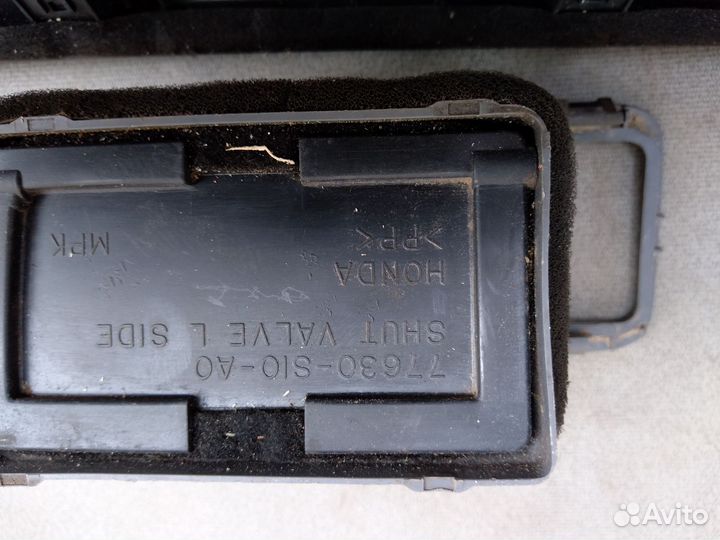 77630-S10-A0
SHUT VALVE L SIDE
HONDA
>PP<
MPK
Avito